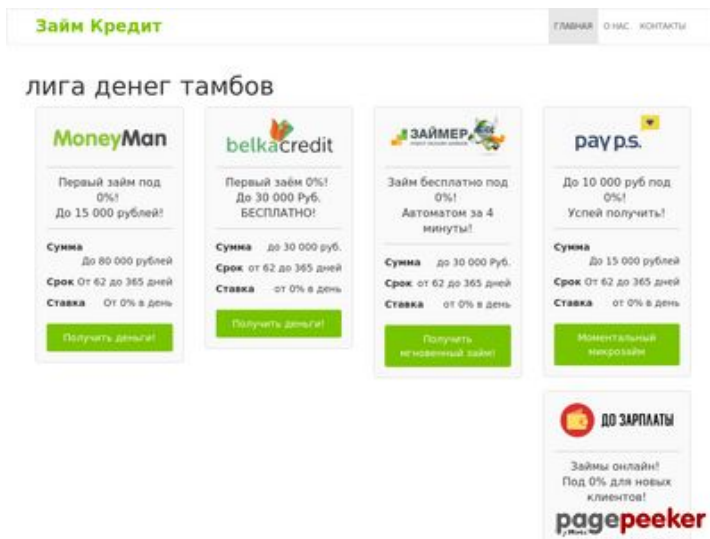 Займ Кредит
ГЛАВНАЯ О НАС. КОНТАКТЫ
лига денег тамбов
MoneyMan
Первый займ под
0%!
До 15 000 рублей!
Сумма
До 80 000 рублей
Срок От 62 до 365 дней
Ставка От 0% в день
Получить деньги!
belkacredit
Первый заём 0%!
До 30 000 Руб.
БЕСПЛАТНО!
Сумма до 30 000 руб.
Срок от 62 до 365 дней
Ставка от 0% в день
Получить деньги!
ЗАЙМЕР
Займ бесплатно под
0%!
Автоматом за 4
минуты!
Сумма до 30 000 Руб.
Срок от 62 до 365 дней
Ставка от 0% в день
Получить
мгновенный займ!
pay p.s.
До 10 000 руб под
0%!
Успей получить!
Сумма
До 15 000 рублей
Срок От 62 до 365 дней
Ставка от 0% в день
Моментальный
микрозайм
ДО ЗАРПЛАТЫ
Займы онлайн!
Под 0% для новых
клиентов!
pagepeeker